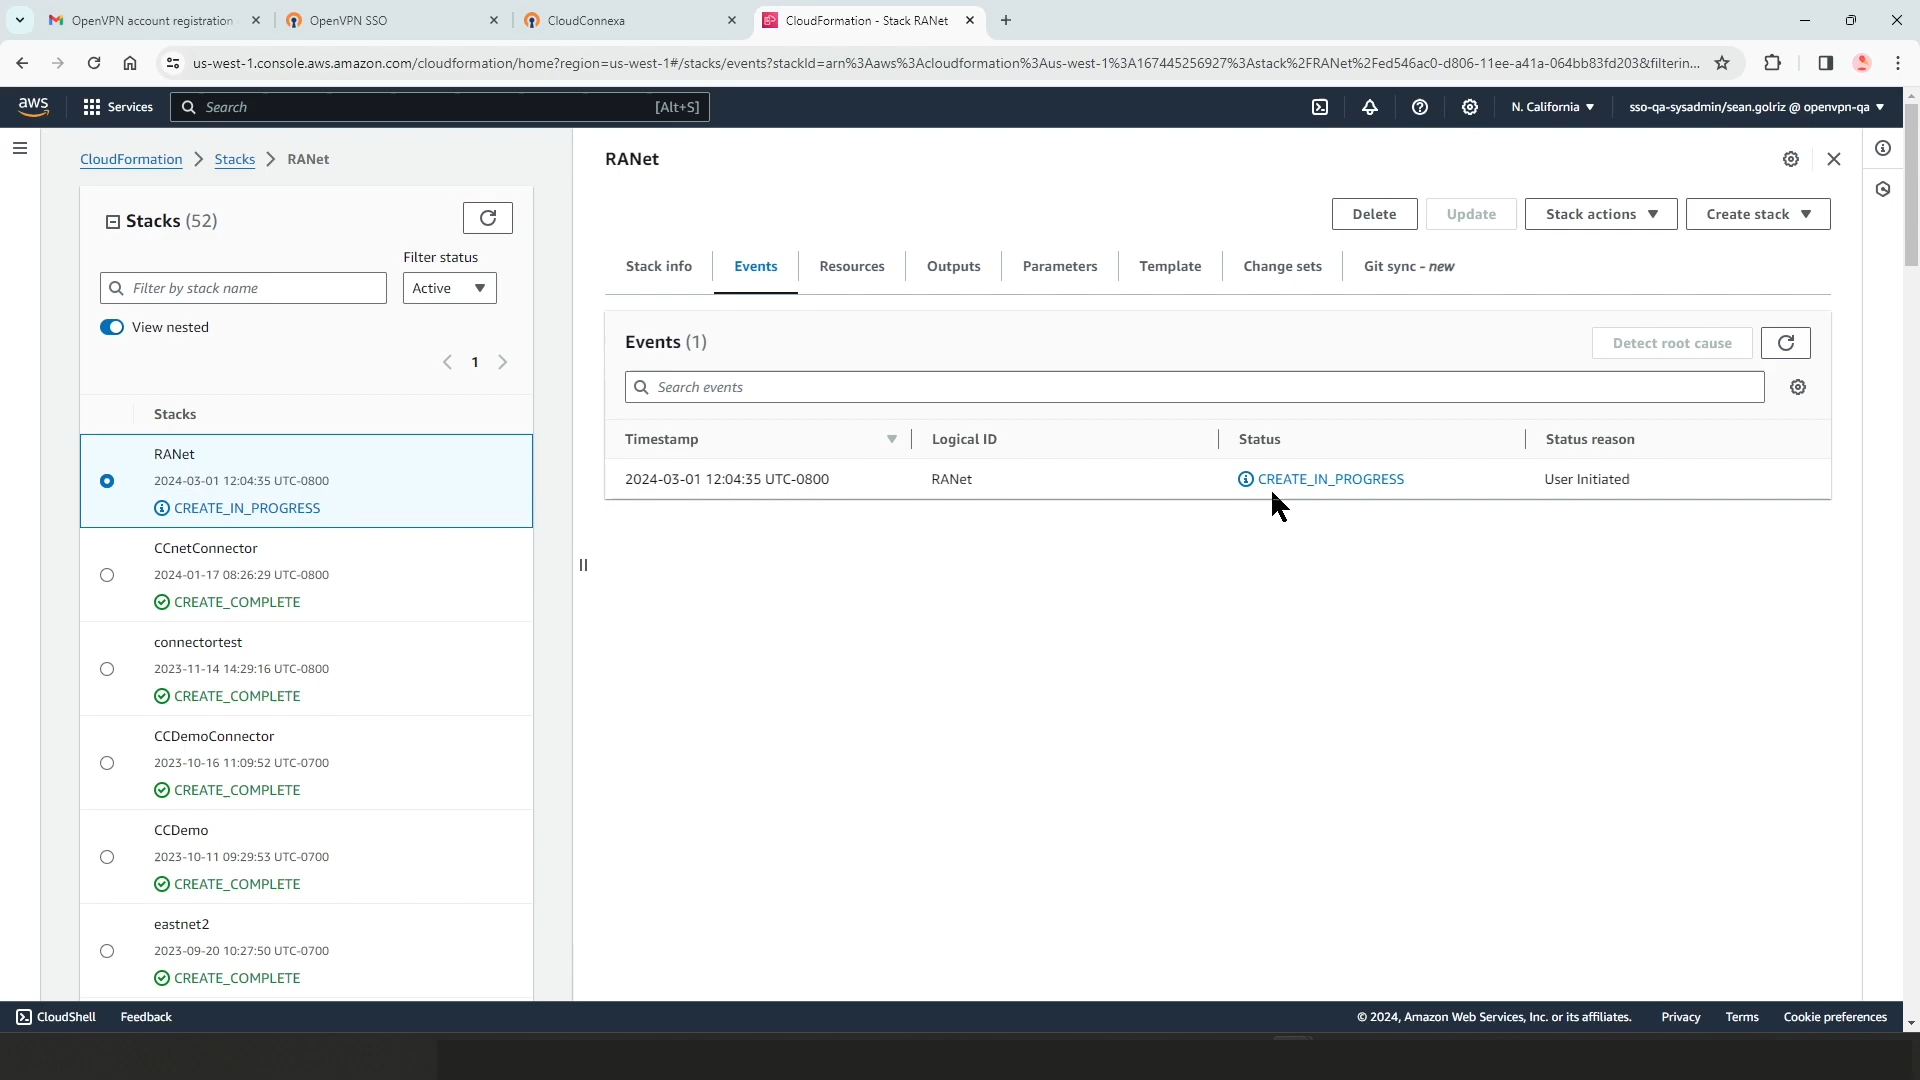 OpenVPN account registration
OpenVPN SSO
CloudConnexa
CloudFormation - Stack RANet
us-west-1.console.aws.amazon.com/cloudformation/home?region=us-west-1#/stacks/events?stackId=arn%3Aaws%3Acloudformation%3Aus-west-1%3A167445256927%3Astack%2FRANet%2Fed546ac0-d806-11ee-a41a-064bb83fd203&filterin...
aws
Services
Search
[Alt+S]
N. California
sso-qa-sysadmin/sean.golriz @ openvpn-qa
CloudFormation
Stacks
RANet
Stacks (52)
Filter status
Filter by stack name
Active
View nested
1
Stacks
RANet
2024-03-01 12:04:35 UTC-0800
CREATE_IN_PROGRESS
CCnetConnector
2024-01-17 08:26:29 UTC-0800
CREATE_COMPLETE
connectortest
2023-11-14 14:29:16 UTC-0800
CREATE_COMPLETE
CCDemoConnector
2023-10-16 11:09:52 UTC-0700
CREATE_COMPLETE
CCDemo
2023-10-11 09:29:53 UTC-0700
CREATE_COMPLETE
eastnet2
2023-09-20 10:27:50 UTC-0700
CREATE_COMPLETE
RANet
Delete
Update
Stack actions
Create stack
Stack info
Events
Resources
Outputs
Parameters
Template
Change sets
Git sync - new
Events (1)
Detect root cause
Search events
Timestamp
Logical ID
Status
Status reason
2024-03-01 12:04:35 UTC-0800
RANet
CREATE_IN_PROGRESS
User Initiated
CloudShell
Feedback
© 2024, Amazon Web Services, Inc. or its affiliates.
Privacy
Terms
Cookie preferences